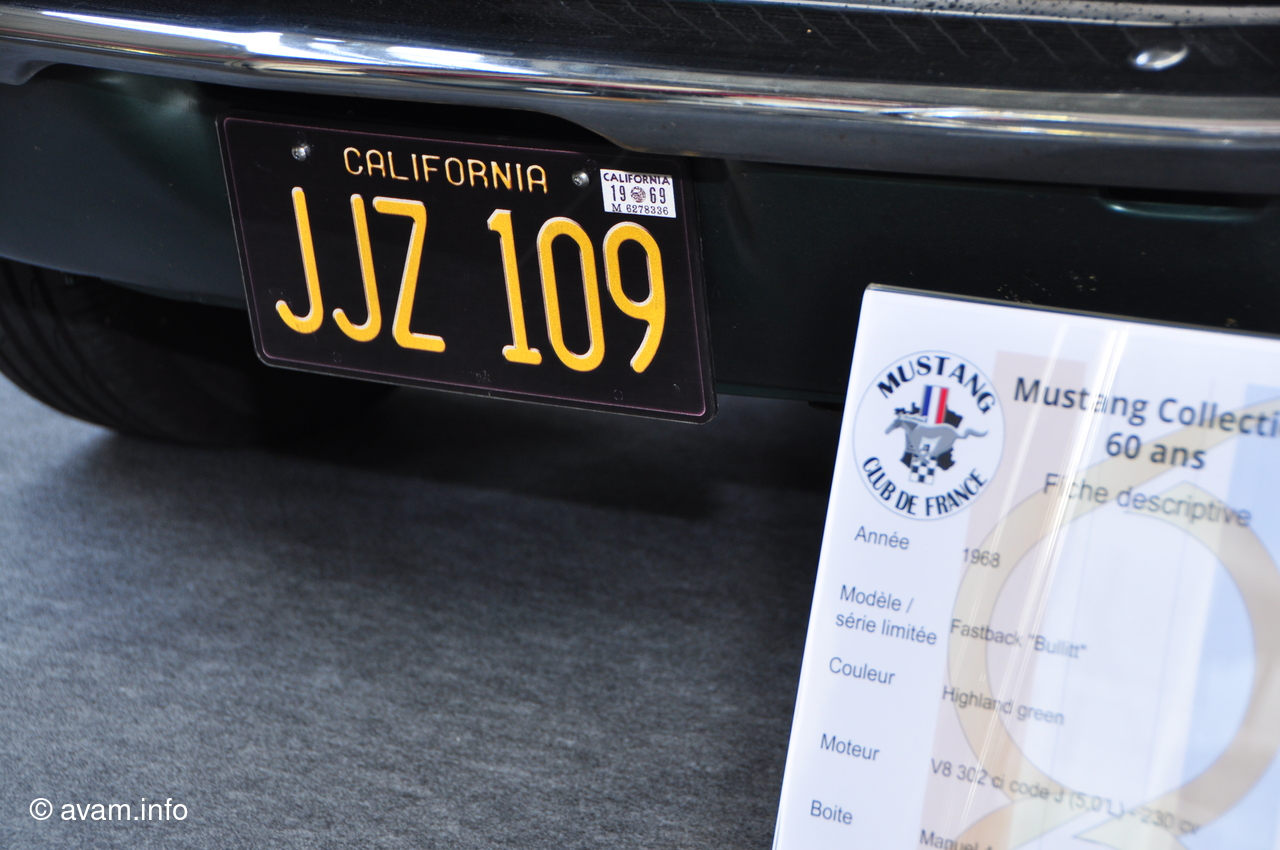 CALIFORNIA
CALIFORNIA
19 69
M 6278336
JJZ 109
MUSTANG
CLUB DE FRANCE
Mustang Collecti
60 ans
Fiche descriptive
Année 1968
Modèle /
série limitée Fastback "Bullitt"
Couleur Highland green
Moteur V8 302 ci code J (5,0 L) - 230 cv
Boite Manuel
© avam.info